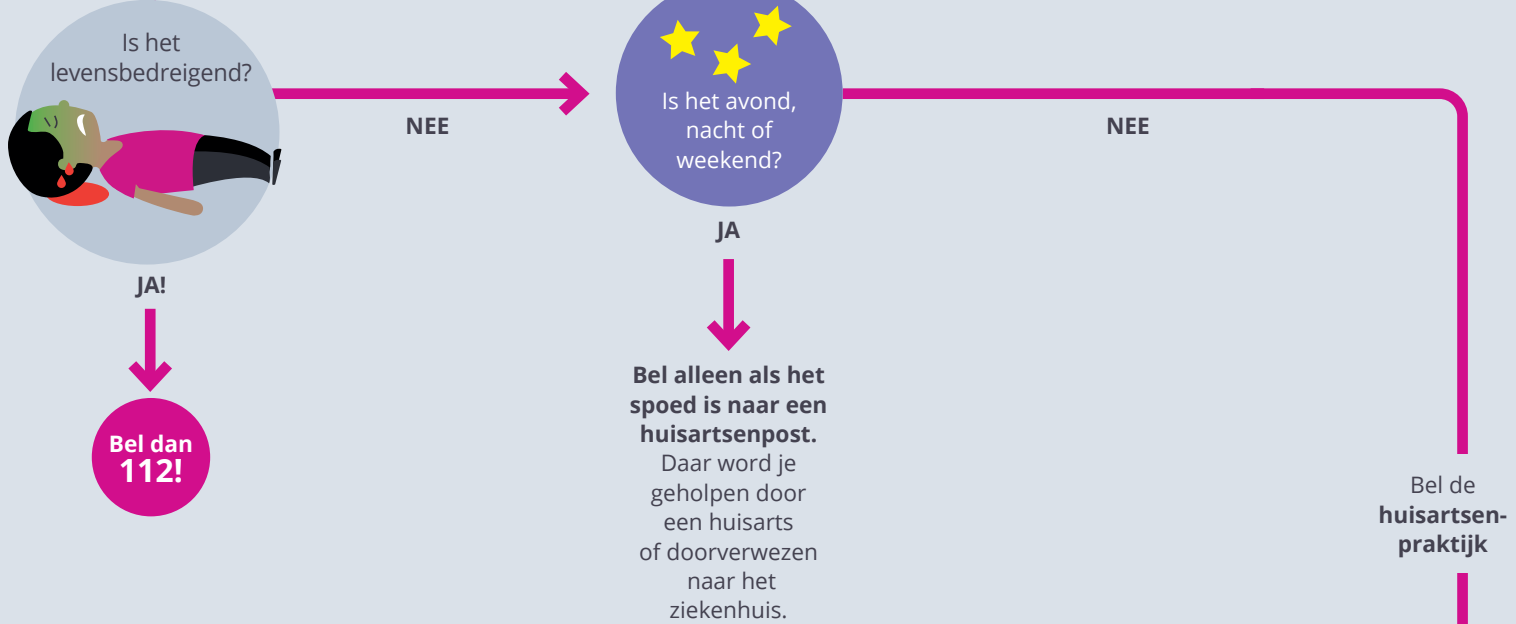 Is het
levensbedreigend?
NEE
JA!
Bel dan
112!
Is het avond,
nacht of
weekend?
NEE
JA
Bel alleen als het
spoed is naar een
huisartsenpost.
Daar word je
geholpen door
een huisarts
of doorverwezen
naar het
ziekenhuis.
Bel de
huisartsen-
praktijk